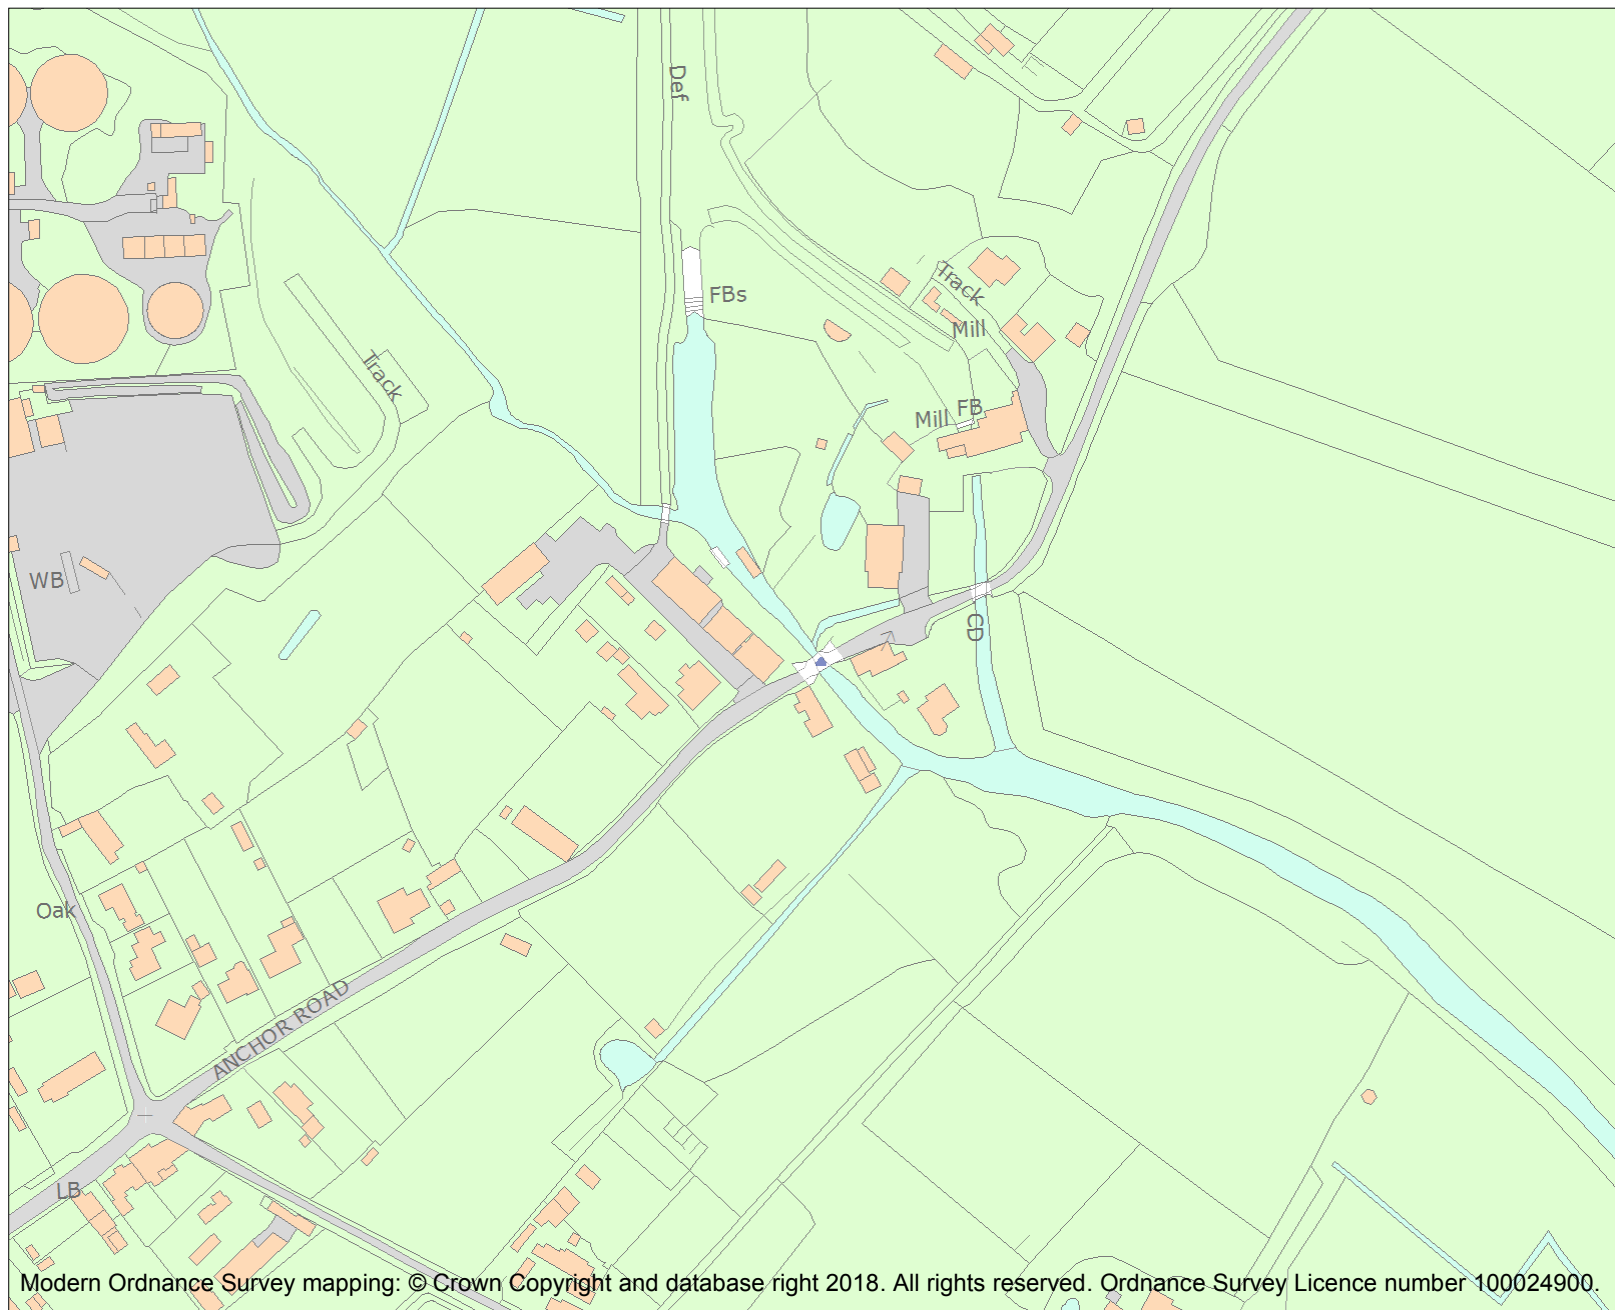 Def
FBs
Track
Mill
Track
Mill
FB
WB
CD
Oak
ANCHOR ROAD
LB
Modern Ordnance Survey mapping: © Crown Copyright and database right 2018. All rights reserved. Ordnance Survey Licence number 100024900.